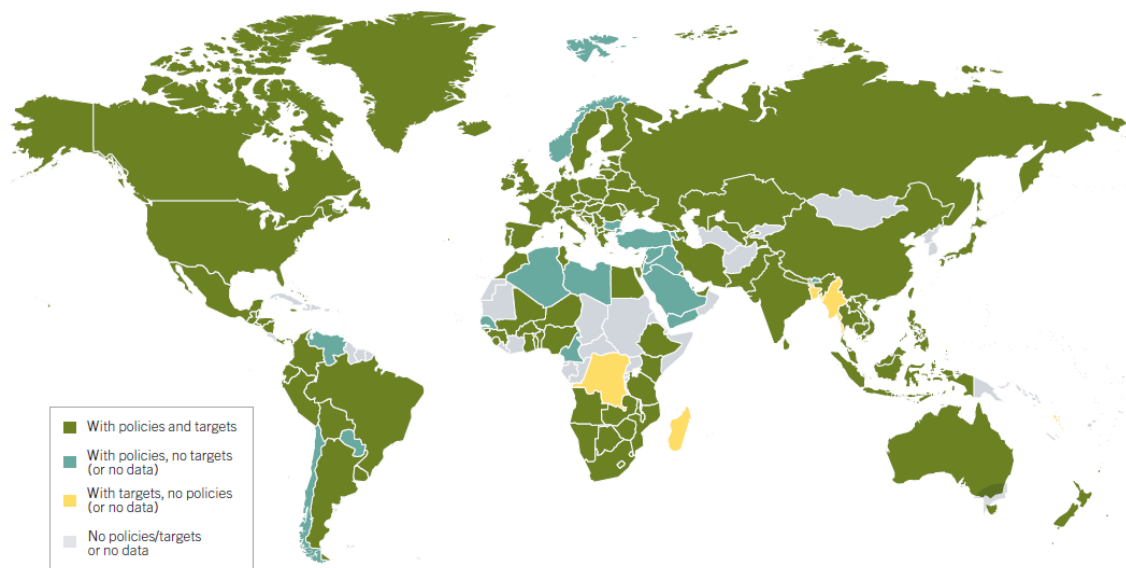 With policies and targets
With policies, no targets
(or no data)
With targets, no policies
(or no data)
No policies/targets
or no data